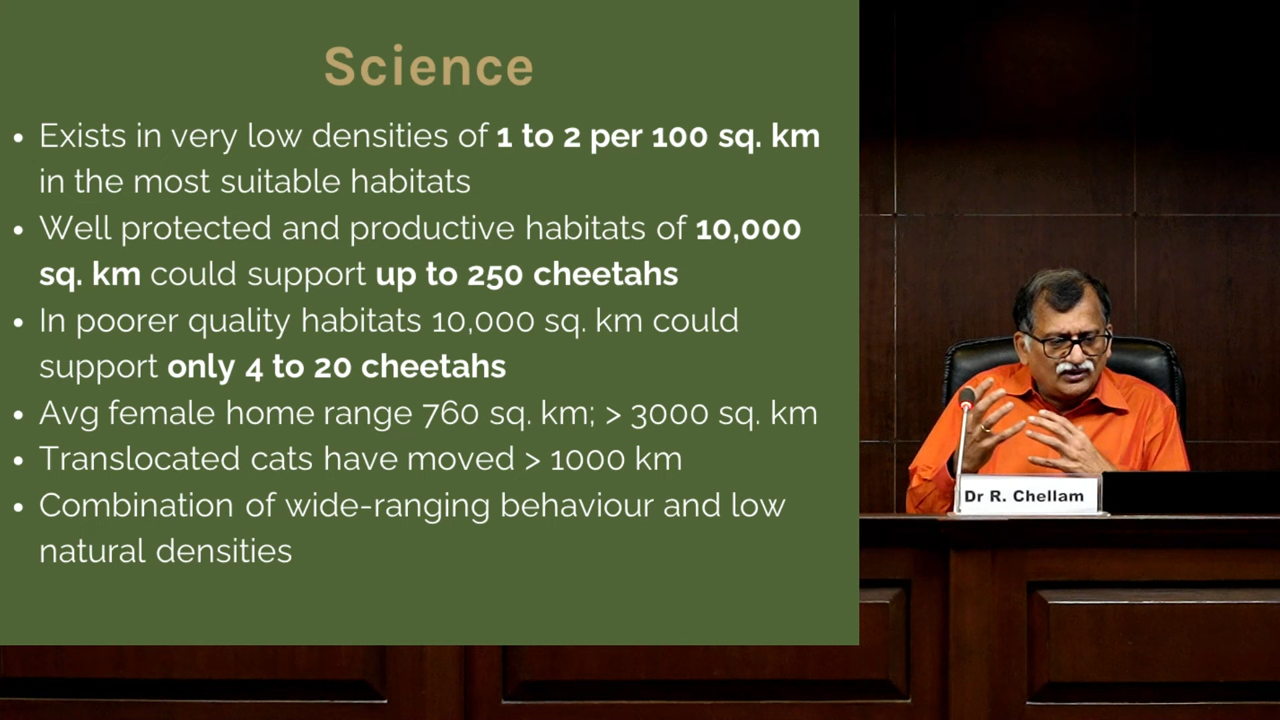 Science
• Exists in very low densities of 1 to 2 per 100 sq. km
in the most suitable habitats
• Well protected and productive habitats of 10,000
sq. km could support up to 250 cheetahs
• In poorer quality habitats 10,000 sq. km could
support only 4 to 20 cheetahs
• Avg female home range 760 sq. km; > 3000 sq. km
• Translocated cats have moved > 1000 km
• Combination of wide-ranging behaviour and low
natural densities
Dr R. Chellam